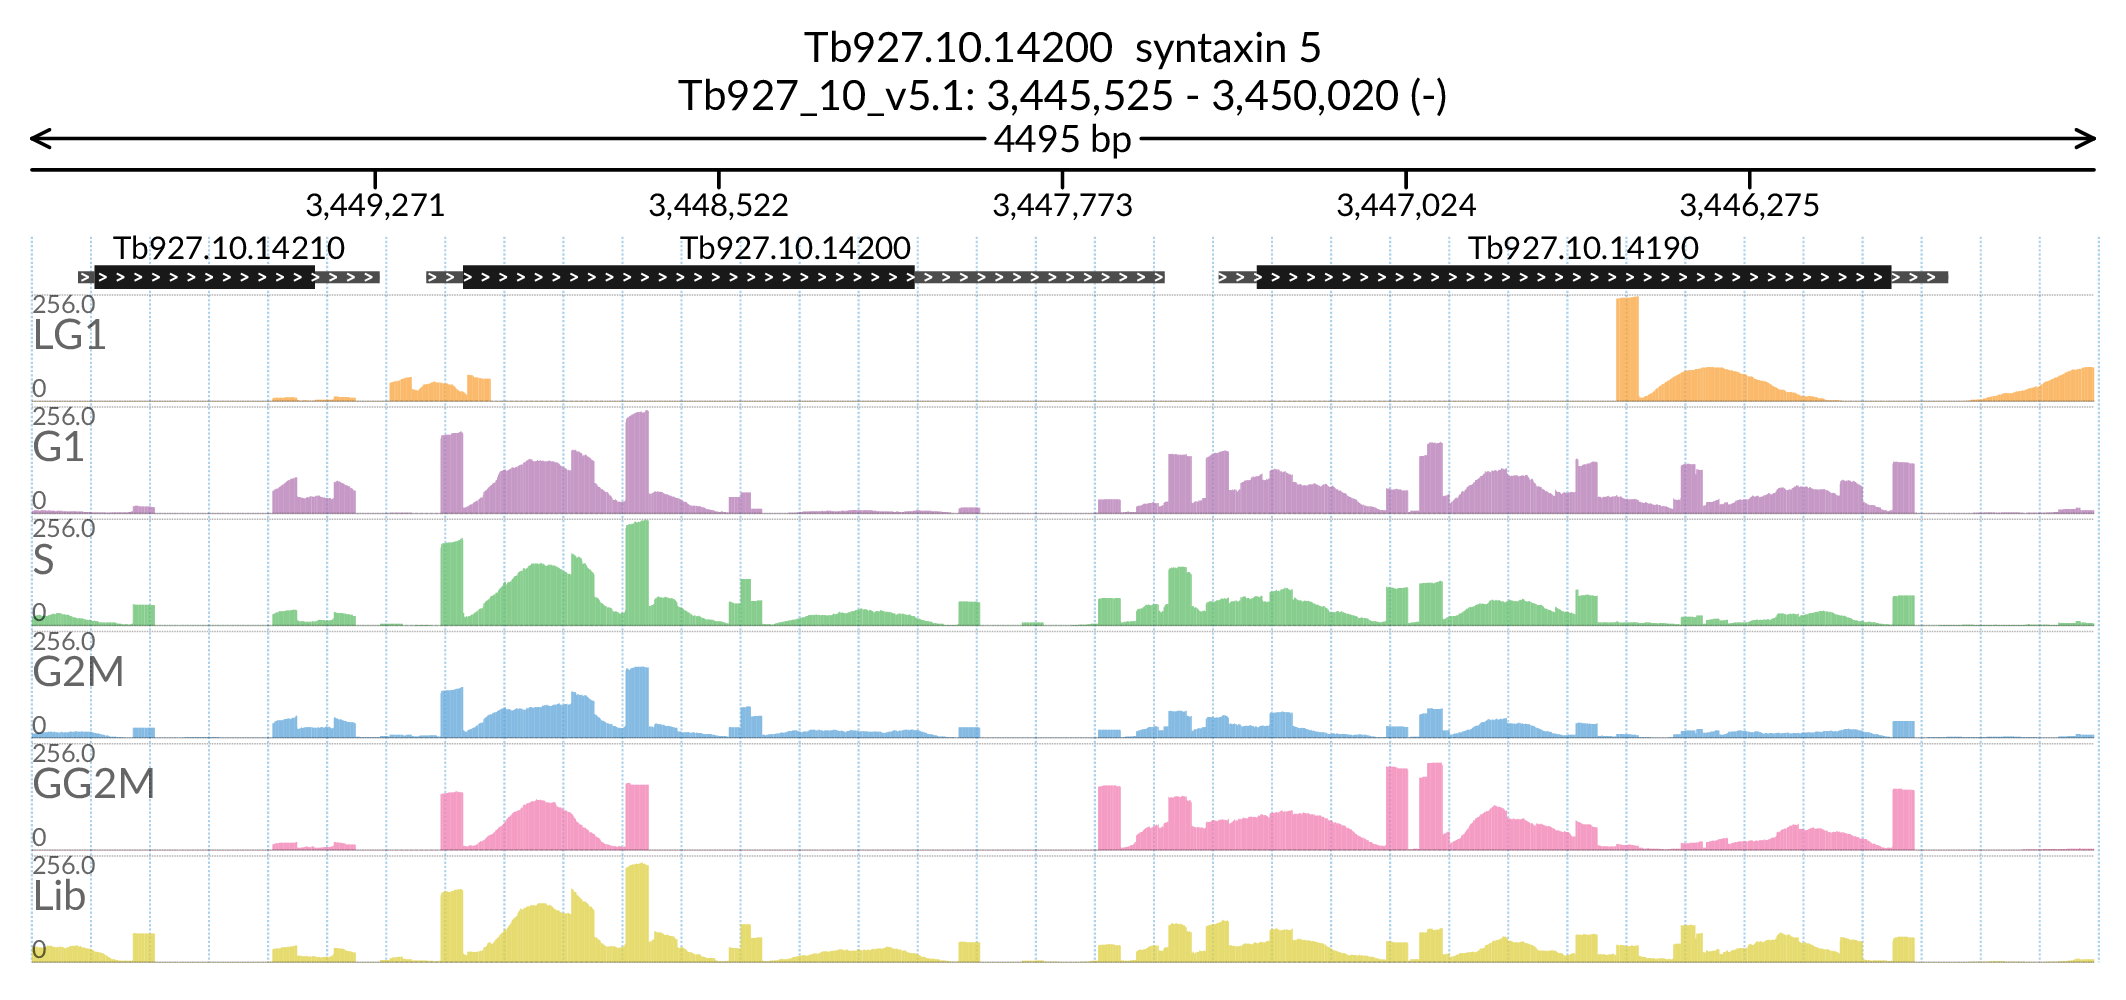 Tb927.10.14200  syntaxin 5
Tb927_10_v5.1: 3,445,525 - 3,450,020 (-)
4495 bp
3,449,271 3,448,522 3,447,773 3,447,024 3,446,275
Tb927.10.14210 Tb927.10.14200 Tb927.10.14190
256.0
LG1
0
256.0
G1
0
256.0
S
0
256.0
G2M
0
256.0
GG2M
0
256.0
Lib
0